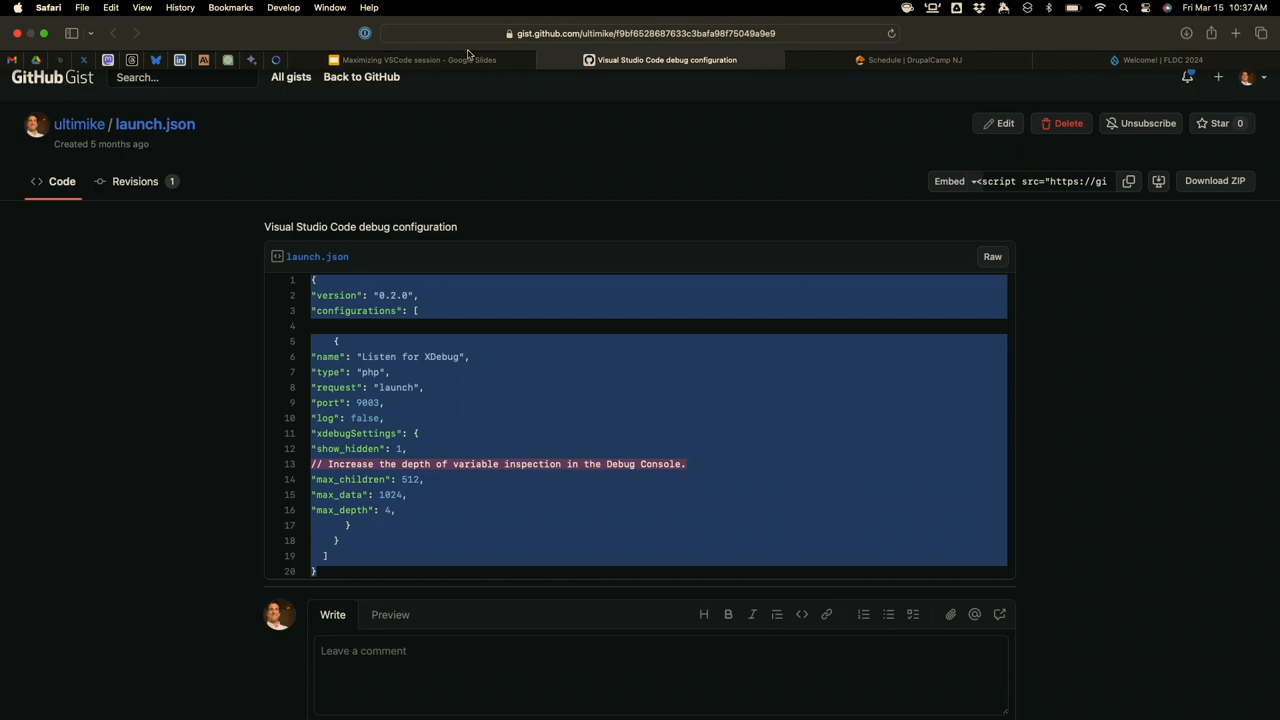 Safari File Edit View History Bookmarks Develop Window Help Fri Mar 15 10:37 AM
gist.github.com/ultimike/f9bf6528687633c3bafa98f75049a9e9
Maximizing VSCode session - Google Slides
Visual Studio Code debug configuration
Schedule | DrupalCamp NJ
Welcome! | FLDC 2024
GitHub Gist
Search...
All gists
Back to GitHub
ultimike / launch.json
Created 5 months ago
Edit
Delete
Unsubscribe
Star 0
Code
Revisions 1
Embed
<script src="https://gi
Download ZIP
Visual Studio Code debug configuration
launch.json
Raw
1 {
2 "version": "0.2.0",
3 "configurations": [
4
5 {
6 "name": "Listen for XDebug",
7 "type": "php",
8 "request": "launch",
9 "port": 9003,
10 "log": false,
11 "xdebugSettings": {
12 "show_hidden": 1,
13 // Increase the depth of variable inspection in the Debug Console.
14 "max_children": 512,
15 "max_data": 1024,
16 "max_depth": 4,
17 }
18 }
19 ]
20 }
Write
Preview
H B I
Leave a comment